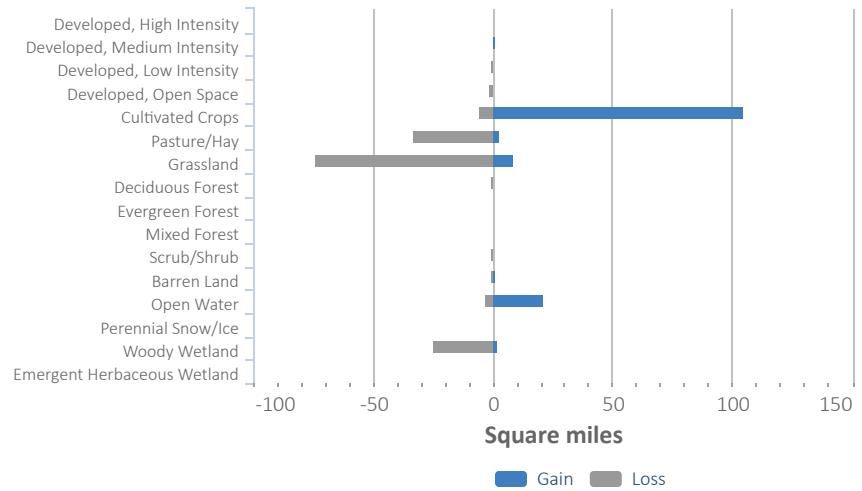 Developed, High Intensity
Developed, Medium Intensity
Developed, Low Intensity
Developed, Open Space
Cultivated Crops
Pasture/Hay
Grassland
Deciduous Forest
Evergreen Forest
Mixed Forest
Scrub/Shrub
Barren Land
Open Water
Perennial Snow/Ice
Woody Wetland
Emergent Herbaceous Wetland
-100 -50 0 50 100 150
Square miles
Gain Loss